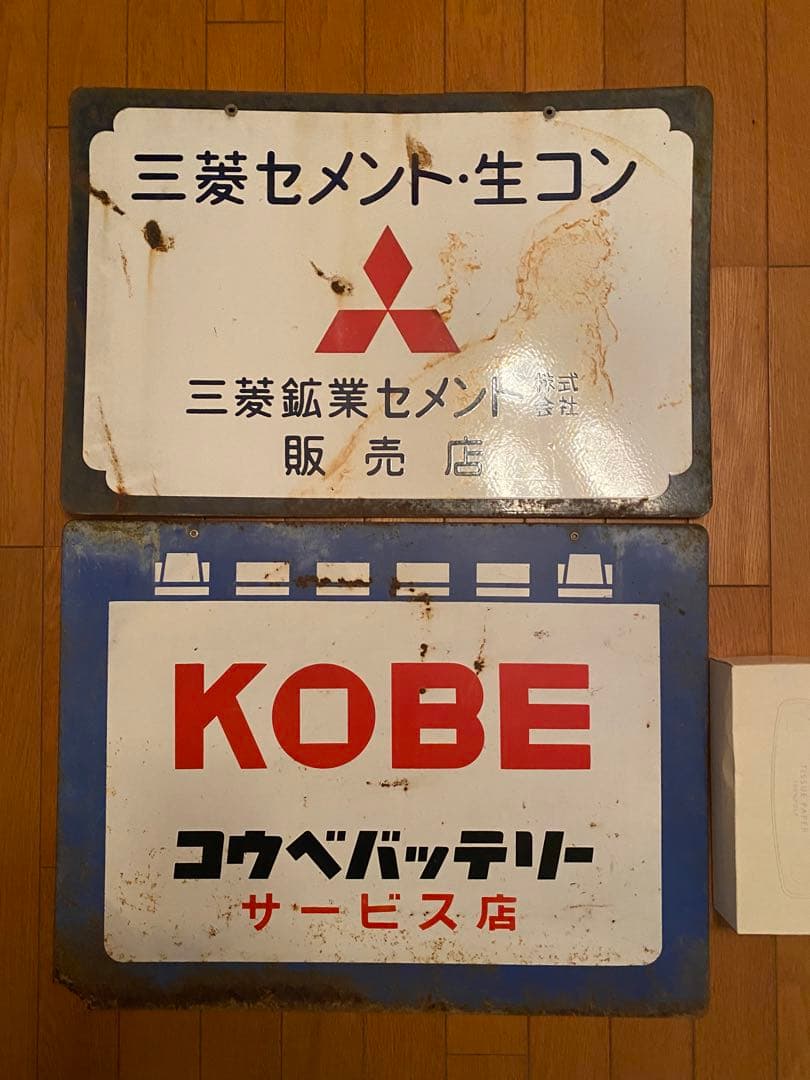 三菱セメント・生コン
三菱鉱業セメント株式会社
販売店
KOBE
コウベバッテリー
サービス店
TISSUE PAPER